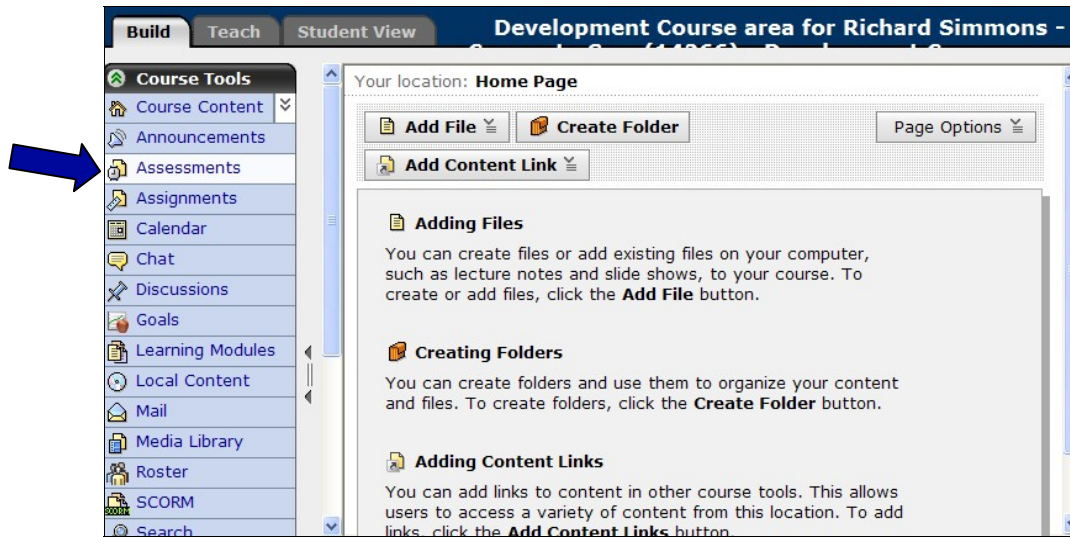 Build Teach Student View Development Course area for Richard Simmons -
Course Tools
Course Content
Announcements
Assessments
Assignments
Calendar
Chat
Discussions
Goals
Learning Modules
Local Content
Mail
Media Library
Roster
SCORM
Search
Your location: Home Page
Add File Create Folder Page Options
Add Content Link
Adding Files
You can create files or add existing files on your computer,
such as lecture notes and slide shows, to your course. To
create or add files, click the Add File button.
Creating Folders
You can create folders and use them to organize your content
and files. To create folders, click the Create Folder button.
Adding Content Links
You can add links to content in other course tools. This allows
users to access a variety of content from this location. To add
links, click the Add Content Links button.